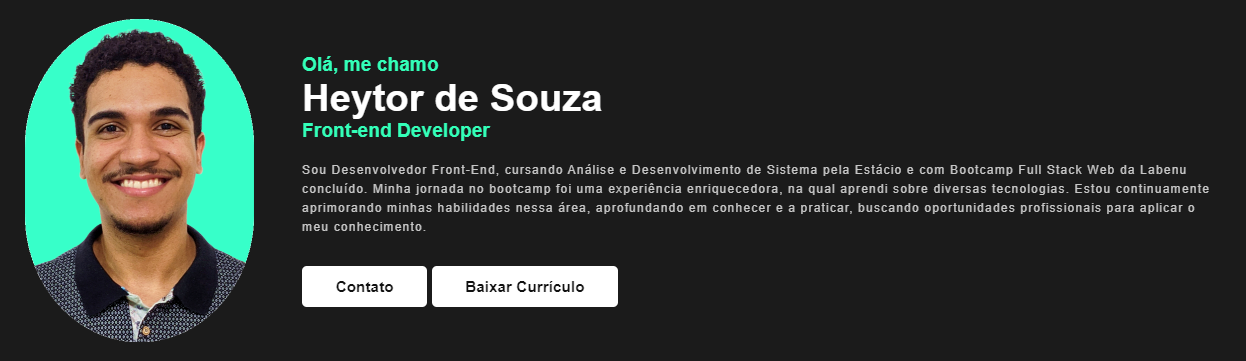 Olá, me chamo
Heytor de Souza
Front-end Developer
Sou Desenvolvedor Front-End, cursando Análise e Desenvolvimento de Sistema pela Estácio e com Bootcamp Full Stack Web da Labenu
concluído. Minha jornada no bootcamp foi uma experiência enriquecedora, na qual aprendi sobre diversas tecnologias. Estou continuamente
aprimorando minhas habilidades nessa área, aprofundando em conhecer e a praticar, buscando oportunidades profissionais para aplicar o
meu conhecimento.
Contato
Baixar Currículo